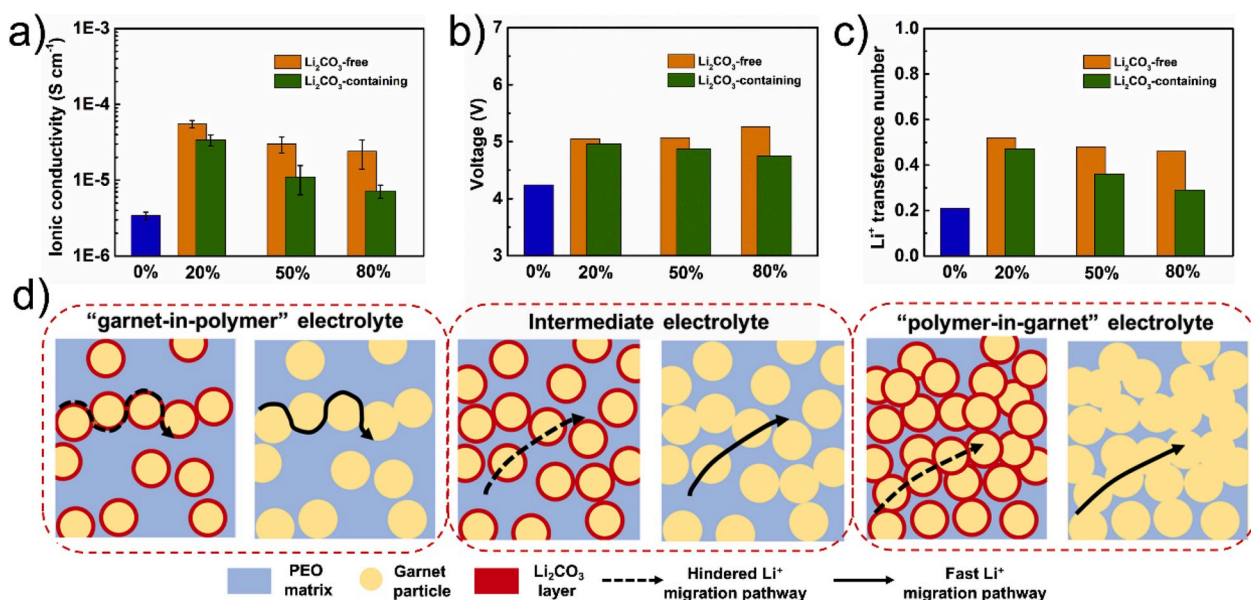 a)
Ionic conductivity (S cm⁻¹)
1E-3
1E-4
1E-5
1E-6
Li₂CO₃-free
Li₂CO₃-containing
0% 20% 50% 80%
b)
Voltage (V)
7
6
5
4
3
Li₂CO₃-free
Li₂CO₃-containing
0% 20% 50% 80%
c)
Li⁺ transference number
1.0
0.8
0.6
0.4
0.2
0.0
Li₂CO₃-free
Li₂CO₃-containing
0% 20% 50% 80%
d)
“garnet-in-polymer” electrolyte
Intermediate electrolyte
“polymer-in-garnet” electrolyte
PEO
matrix
Garnet
particle
Li₂CO₃
layer
Hindered Li⁺
migration pathway
Fast Li⁺
migration pathway